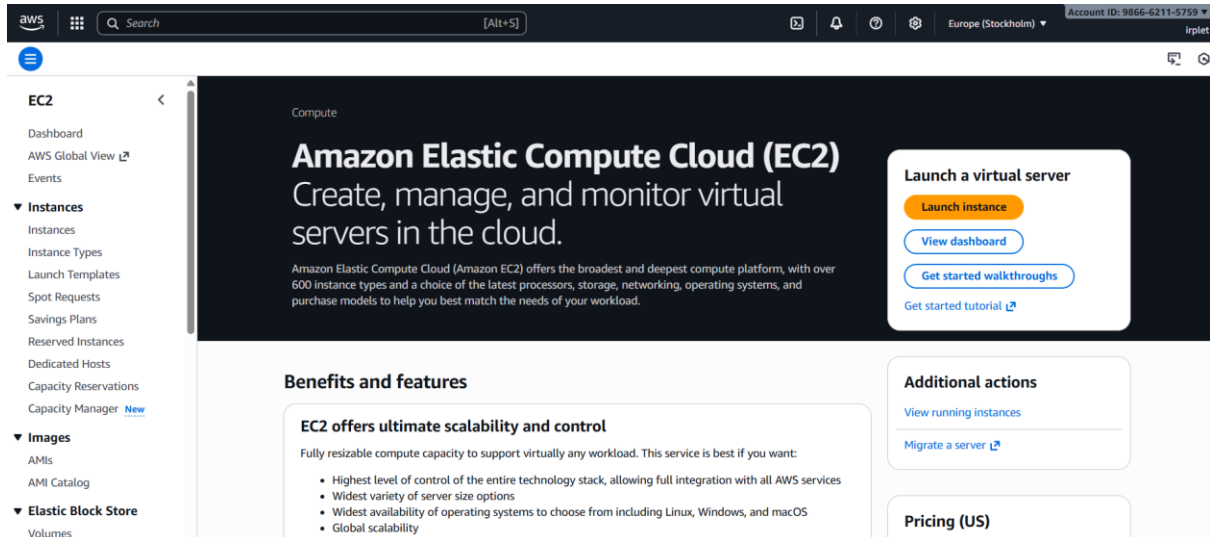 aws
Search [Alt+S]
Europe (Stockholm) ▼
Account ID: 9866-6211-5759 ▼
irplet
EC2
Dashboard
AWS Global View
Events
▼ Instances
Instances
Instance Types
Launch Templates
Spot Requests
Savings Plans
Reserved Instances
Dedicated Hosts
Capacity Reservations
Capacity Manager New
▼ Images
AMIs
AMI Catalog
▼ Elastic Block Store
Volumes
Compute
Amazon Elastic Compute Cloud (EC2)
Create, manage, and monitor virtual
servers in the cloud.
Amazon Elastic Compute Cloud (Amazon EC2) offers the broadest and deepest compute platform, with over
600 instance types and a choice of the latest processors, storage, networking, operating systems, and
purchase models to help you best match the needs of your workload.
Launch a virtual server
Launch instance
View dashboard
Get started walkthroughs
Get started tutorial
Benefits and features
EC2 offers ultimate scalability and control
Fully resizable compute capacity to support virtually any workload. This service is best if you want:
• Highest level of control of the entire technology stack, allowing full integration with all AWS services
• Widest variety of server size options
• Widest availability of operating systems to choose from including Linux, Windows, and macOS
• Global scalability
Additional actions
View running instances
Migrate a server
Pricing (US)